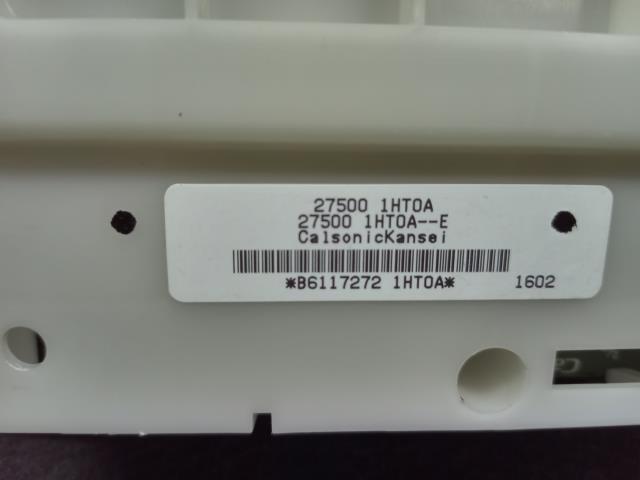 27500 1HT0A
27500 1HT0A--E
CalsonicKansei
*B6117272 1HT0A* 1602